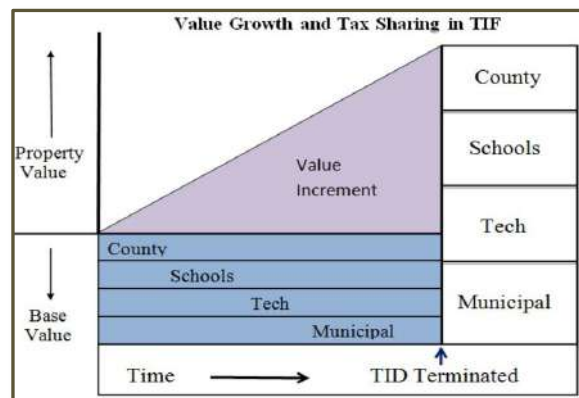 Value Growth and Tax Sharing in TIF
Property
Value
Base
Value
Value
Increment
County
Schools
Tech
Municipal
County
Schools
Tech
Municipal
Time
TID Terminated